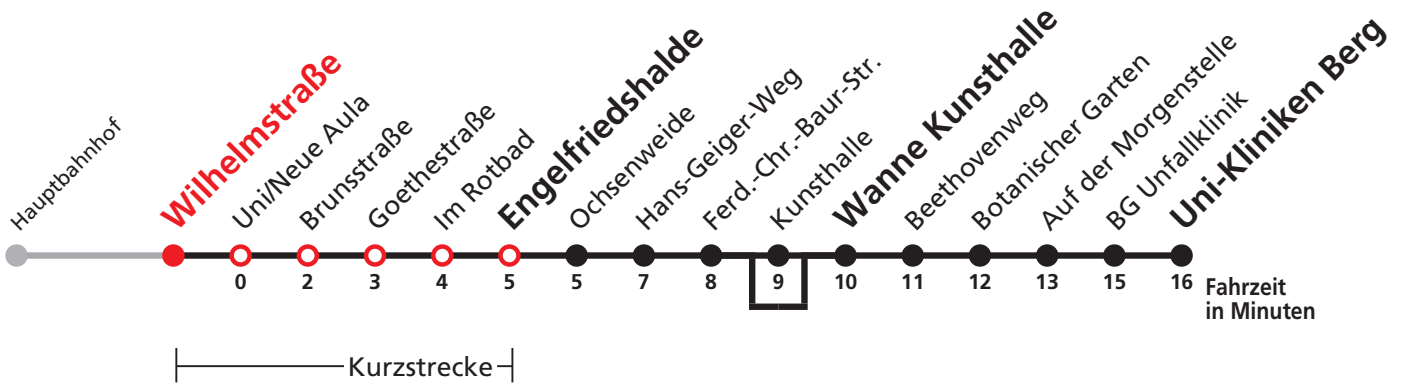 Hauptbahnhof
Wilhelmstraße
Uni/Neue Aula
Brunsstraße
Goethestraße
Im Rotbad
Engelfriedshalde
Ochsenweide
Hans-Geiger-Weg
Ferd.-Chr.-Baur-Str.
Kunsthalle
Wanne Kunsthalle
Beethovenweg
Botanischer Garten
Auf der Morgenstelle
BG Unfallklinik
Uni-Kliniken Berg
0 2 3 4 5 5 7 8 9 10 11 12 13 15 16
Fahrzeit
in Minuten
Kurzstrecke